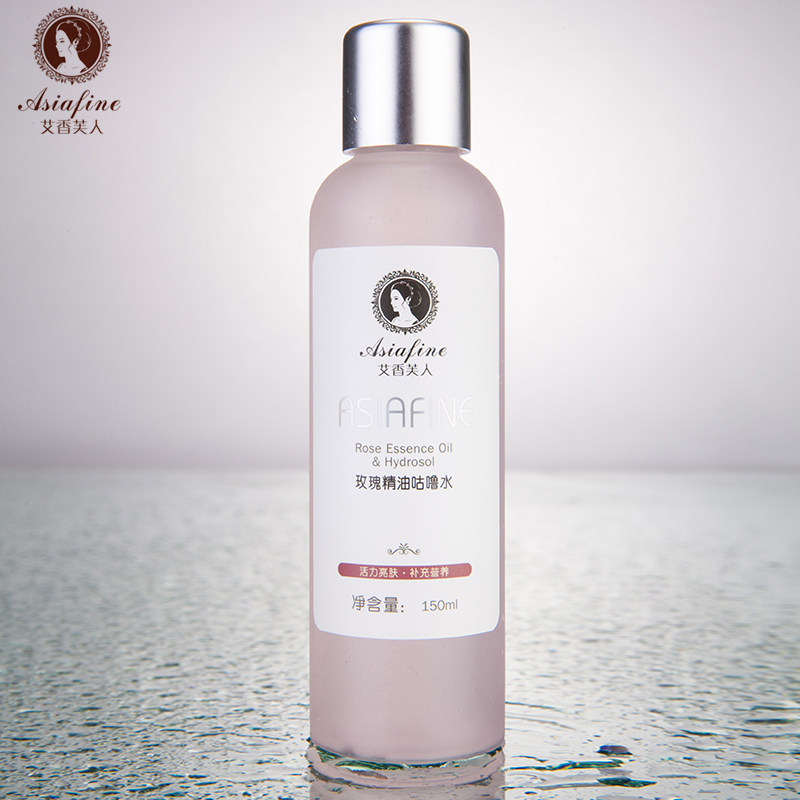 Asiafine
艾香芙人
Asiafine
艾香芙人
ASIAFINE
Rose Essence Oil
& Hydrosol
玫瑰精油咕噜水
活力亮肤·补充营养
净含量： 150ml